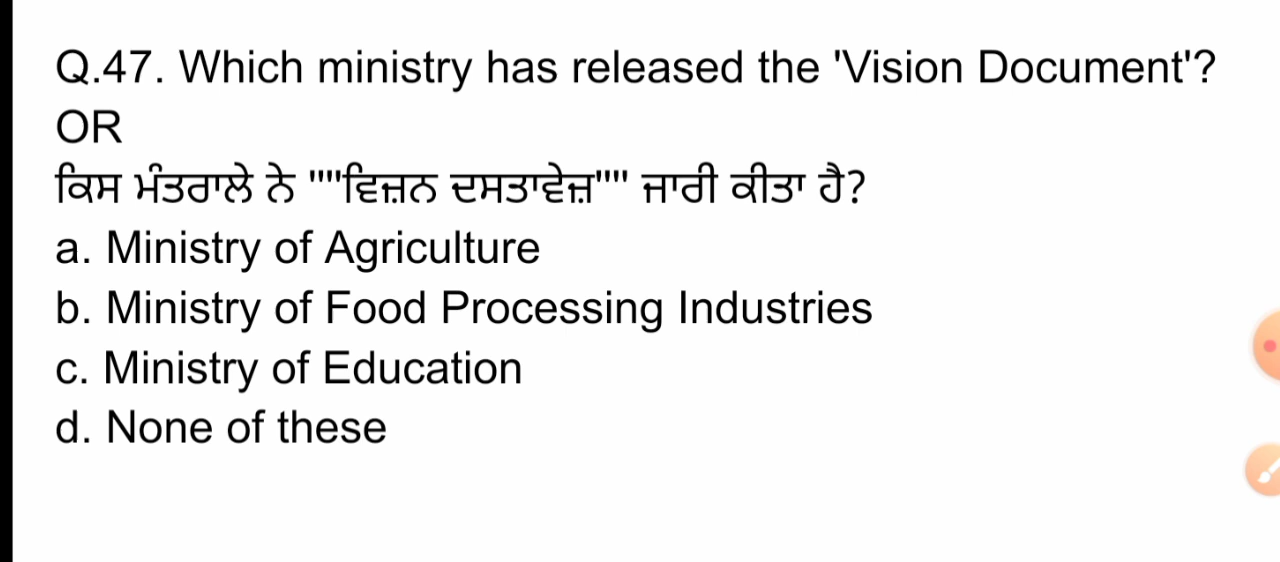 Q.47. Which ministry has released the 'Vision Document'?
OR
ਕਿਸ ਮੰਤਰਾਲੇ ਨੇ """ਵਿਜ਼ਨ ਦਸਤਾਵੇਜ਼"" ਜਾਰੀ ਕੀਤਾ ਹੈ?
a. Ministry of Agriculture
b. Ministry of Food Processing Industries
c. Ministry of Education
d. None of these